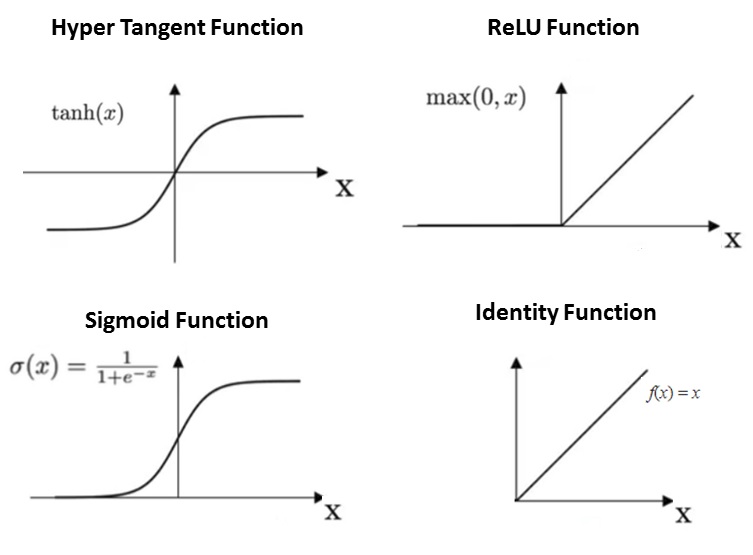 Hyper Tangent Function
tanh(x)
X
ReLU Function
max(0, x)
X
Sigmoid Function
σ(x) = 1/(1+e^{-x})
X
Identity Function
f(x) = x
X